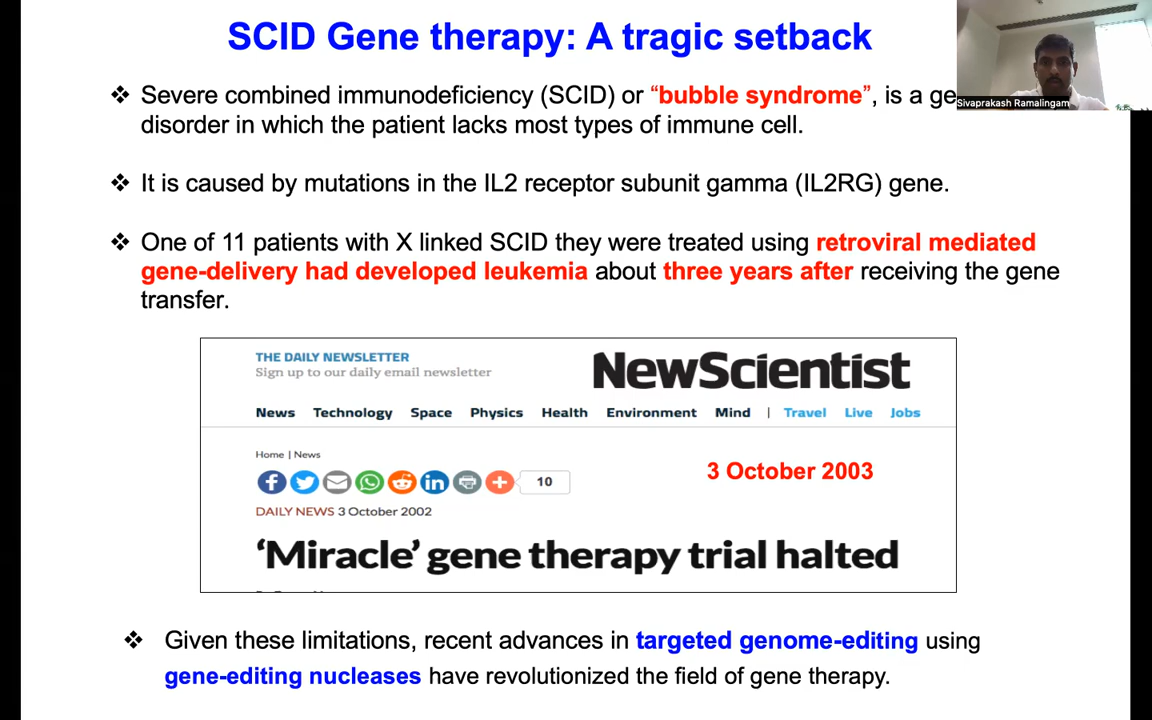 SCID Gene therapy: A tragic setback
❖ Severe combined immunodeficiency (SCID) or “bubble syndrome”, is a ge
Sivaprakash Ramalingam
disorder in which the patient lacks most types of immune cell.
❖ It is caused by mutations in the IL2 receptor subunit gamma (IL2RG) gene.
❖ One of 11 patients with X linked SCID they were treated using retroviral mediated
gene-delivery had developed leukemia about three years after receiving the gene
transfer.
THE DAILY NEWSLETTER
Sign up to our daily email newsletter
NewScientist
News Technology Space Physics Health Environment Mind | Travel Live Jobs
Home | News
10
3 October 2003
DAILY NEWS 3 October 2002
‘Miracle’ gene therapy trial halted
❖ Given these limitations, recent advances in targeted genome-editing using
gene-editing nucleases have revolutionized the field of gene therapy.